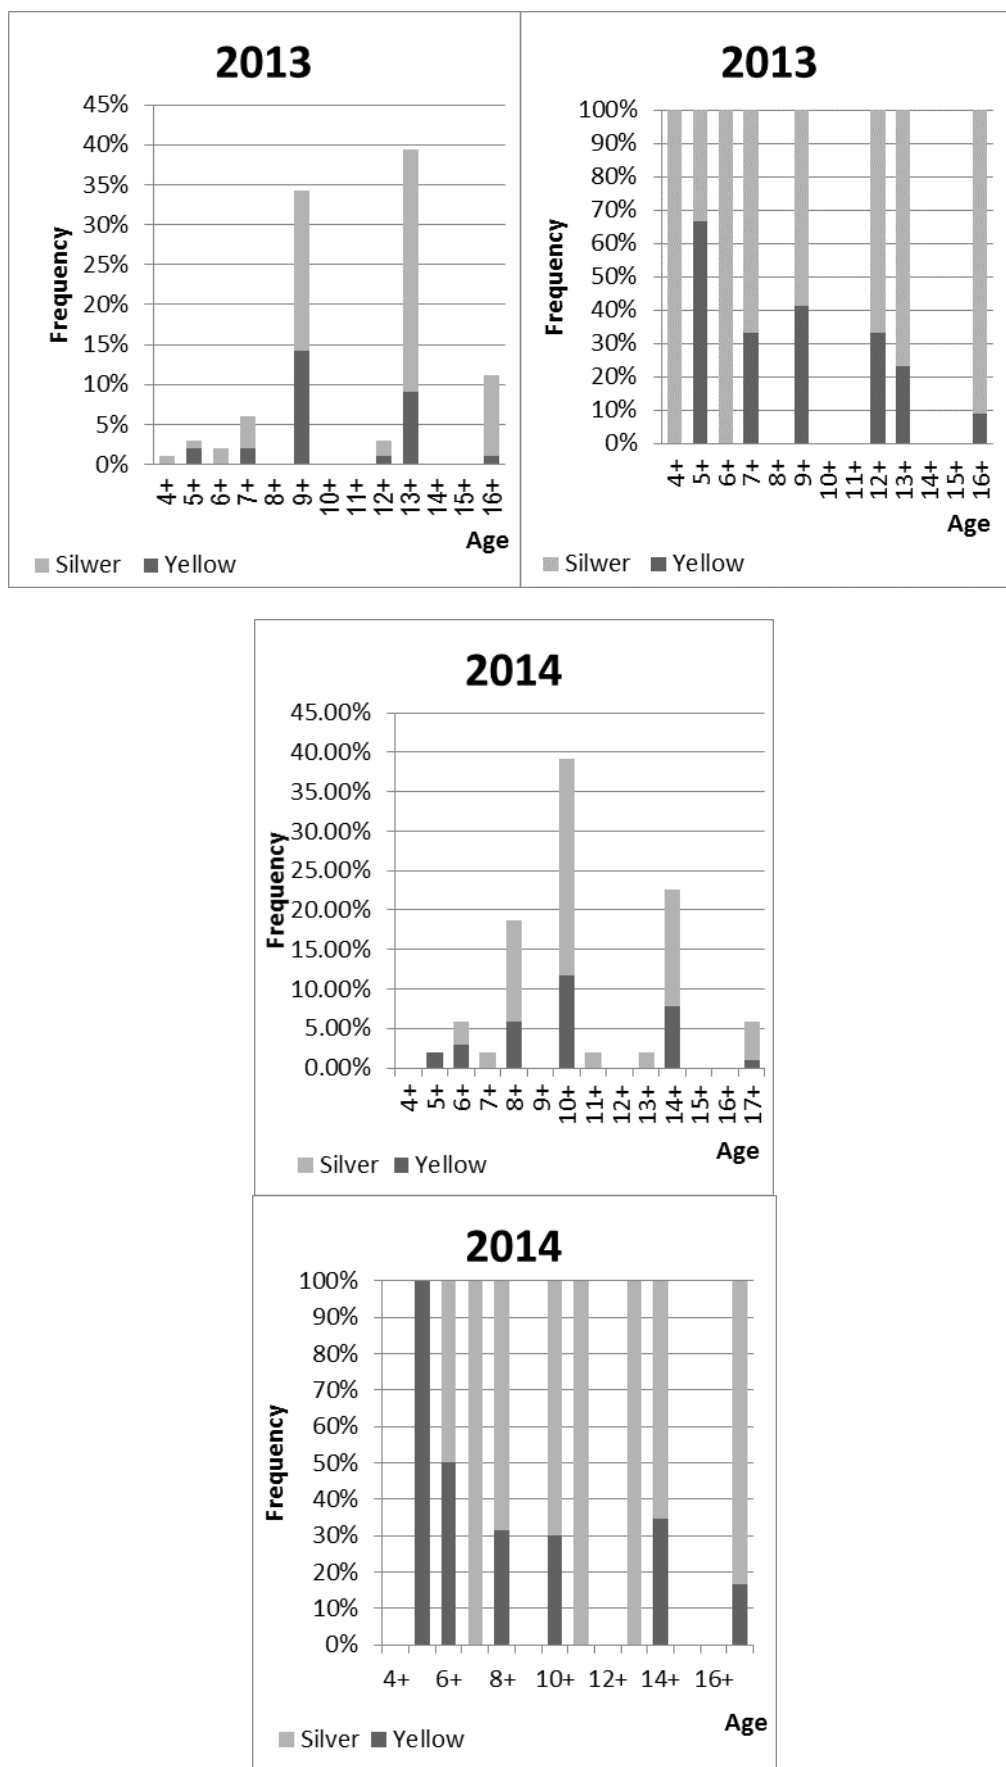 2013
45%
40%
35%
30%
25%
20%
15%
10%
5%
0%
Frequency
4+ 5+ 6+ 7+ 8+ 9+ 10+ 11+ 12+ 13+ 14+ 15+ 16+
Age
Silwer Yellow
2013
100%
90%
80%
70%
60%
50%
40%
30%
20%
10%
0%
Frequency
4+ 5+ 6+ 7+ 8+ 9+ 10+ 11+ 12+ 13+ 14+ 15+ 16+
Age
Silwer Yellow
2014
45.00%
40.00%
35.00%
30.00%
25.00%
20.00%
15.00%
10.00%
5.00%
0.00%
Frequency
4+ 5+ 6+ 7+ 8+ 9+ 10+ 11+ 12+ 13+ 14+ 15+ 16+ 17+
Age
Silver Yellow
2014
100%
90%
80%
70%
60%
50%
40%
30%
20%
10%
0%
Frequency
4+ 6+ 8+ 10+ 12+ 14+ 16+
Age
Silver Yellow